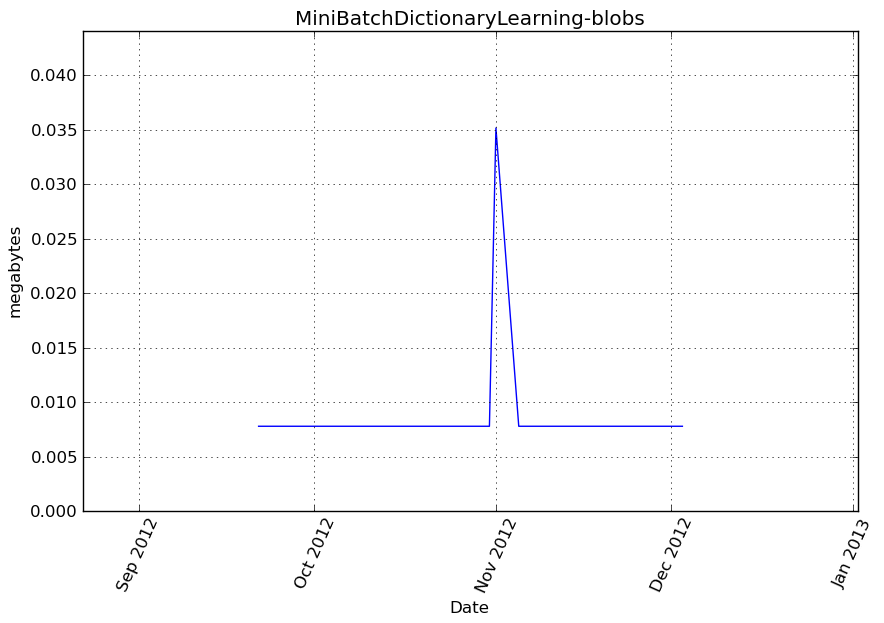 MiniBatchDictionaryLearning-blobs
0.040
0.035
0.030
0.025
0.020
0.015
0.010
0.005
0.000
megabytes
Sep 2012
Oct 2012
Nov 2012
Dec 2012
Jan 2013
Date